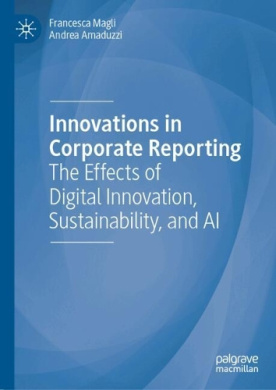 Francesca Magli
Andrea Amaduzzi
Innovations in
Corporate Reporting
The Effects of
Digital Innovation,
Sustainability, and AI
palgrave
macmillan